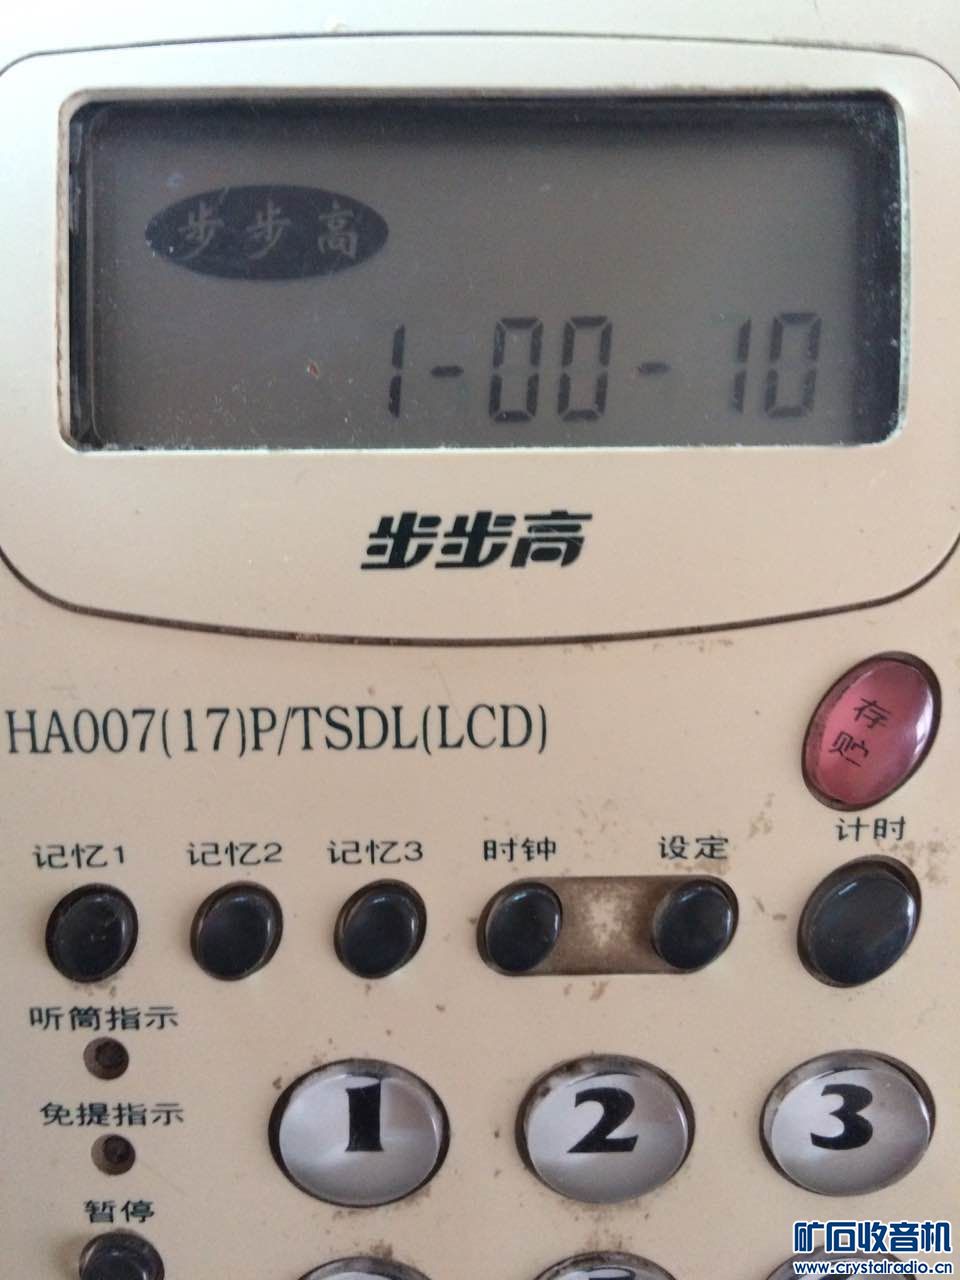 步步高
1-00-10
步步高
HA007(17)P/TSDL(LCD)
存贮
计时
记忆1 记忆2 记忆3 时钟 设定
听筒指示
免提指示
1 2 3
暂停
矿石收音机
www.crystalradio.cn